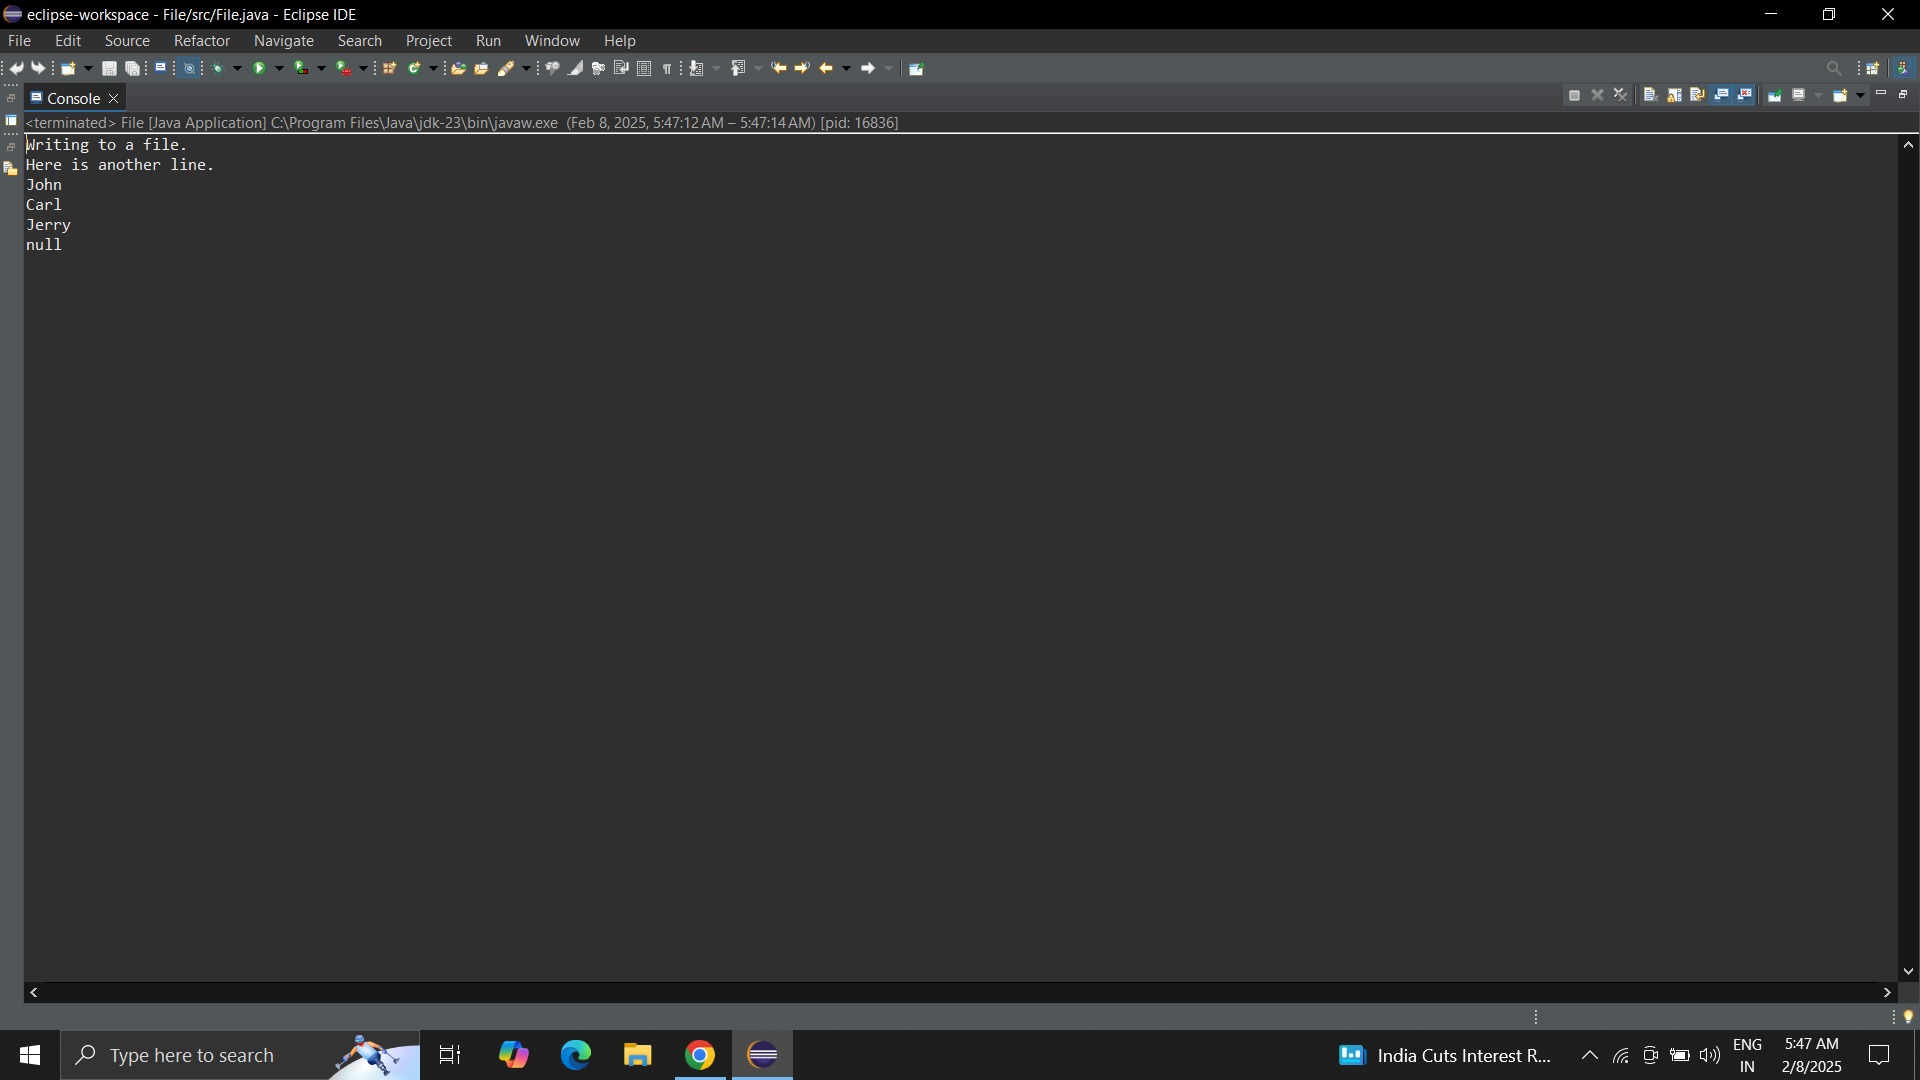 eclipse-workspace - File/src/File.java - Eclipse IDE
File Edit Source Refactor Navigate Search Project Run Window Help
Console
<terminated> File [Java Application] C:\Program Files\Java\jdk-23\bin\javaw.exe (Feb 8, 2025, 5:47:12 AM – 5:47:14 AM) [pid: 16836]
Writing to a file.
Here is another line.
John
Carl
Jerry
null
Type here to search
India Cuts Interest R...
ENG
IN
5:47 AM
2/8/2025